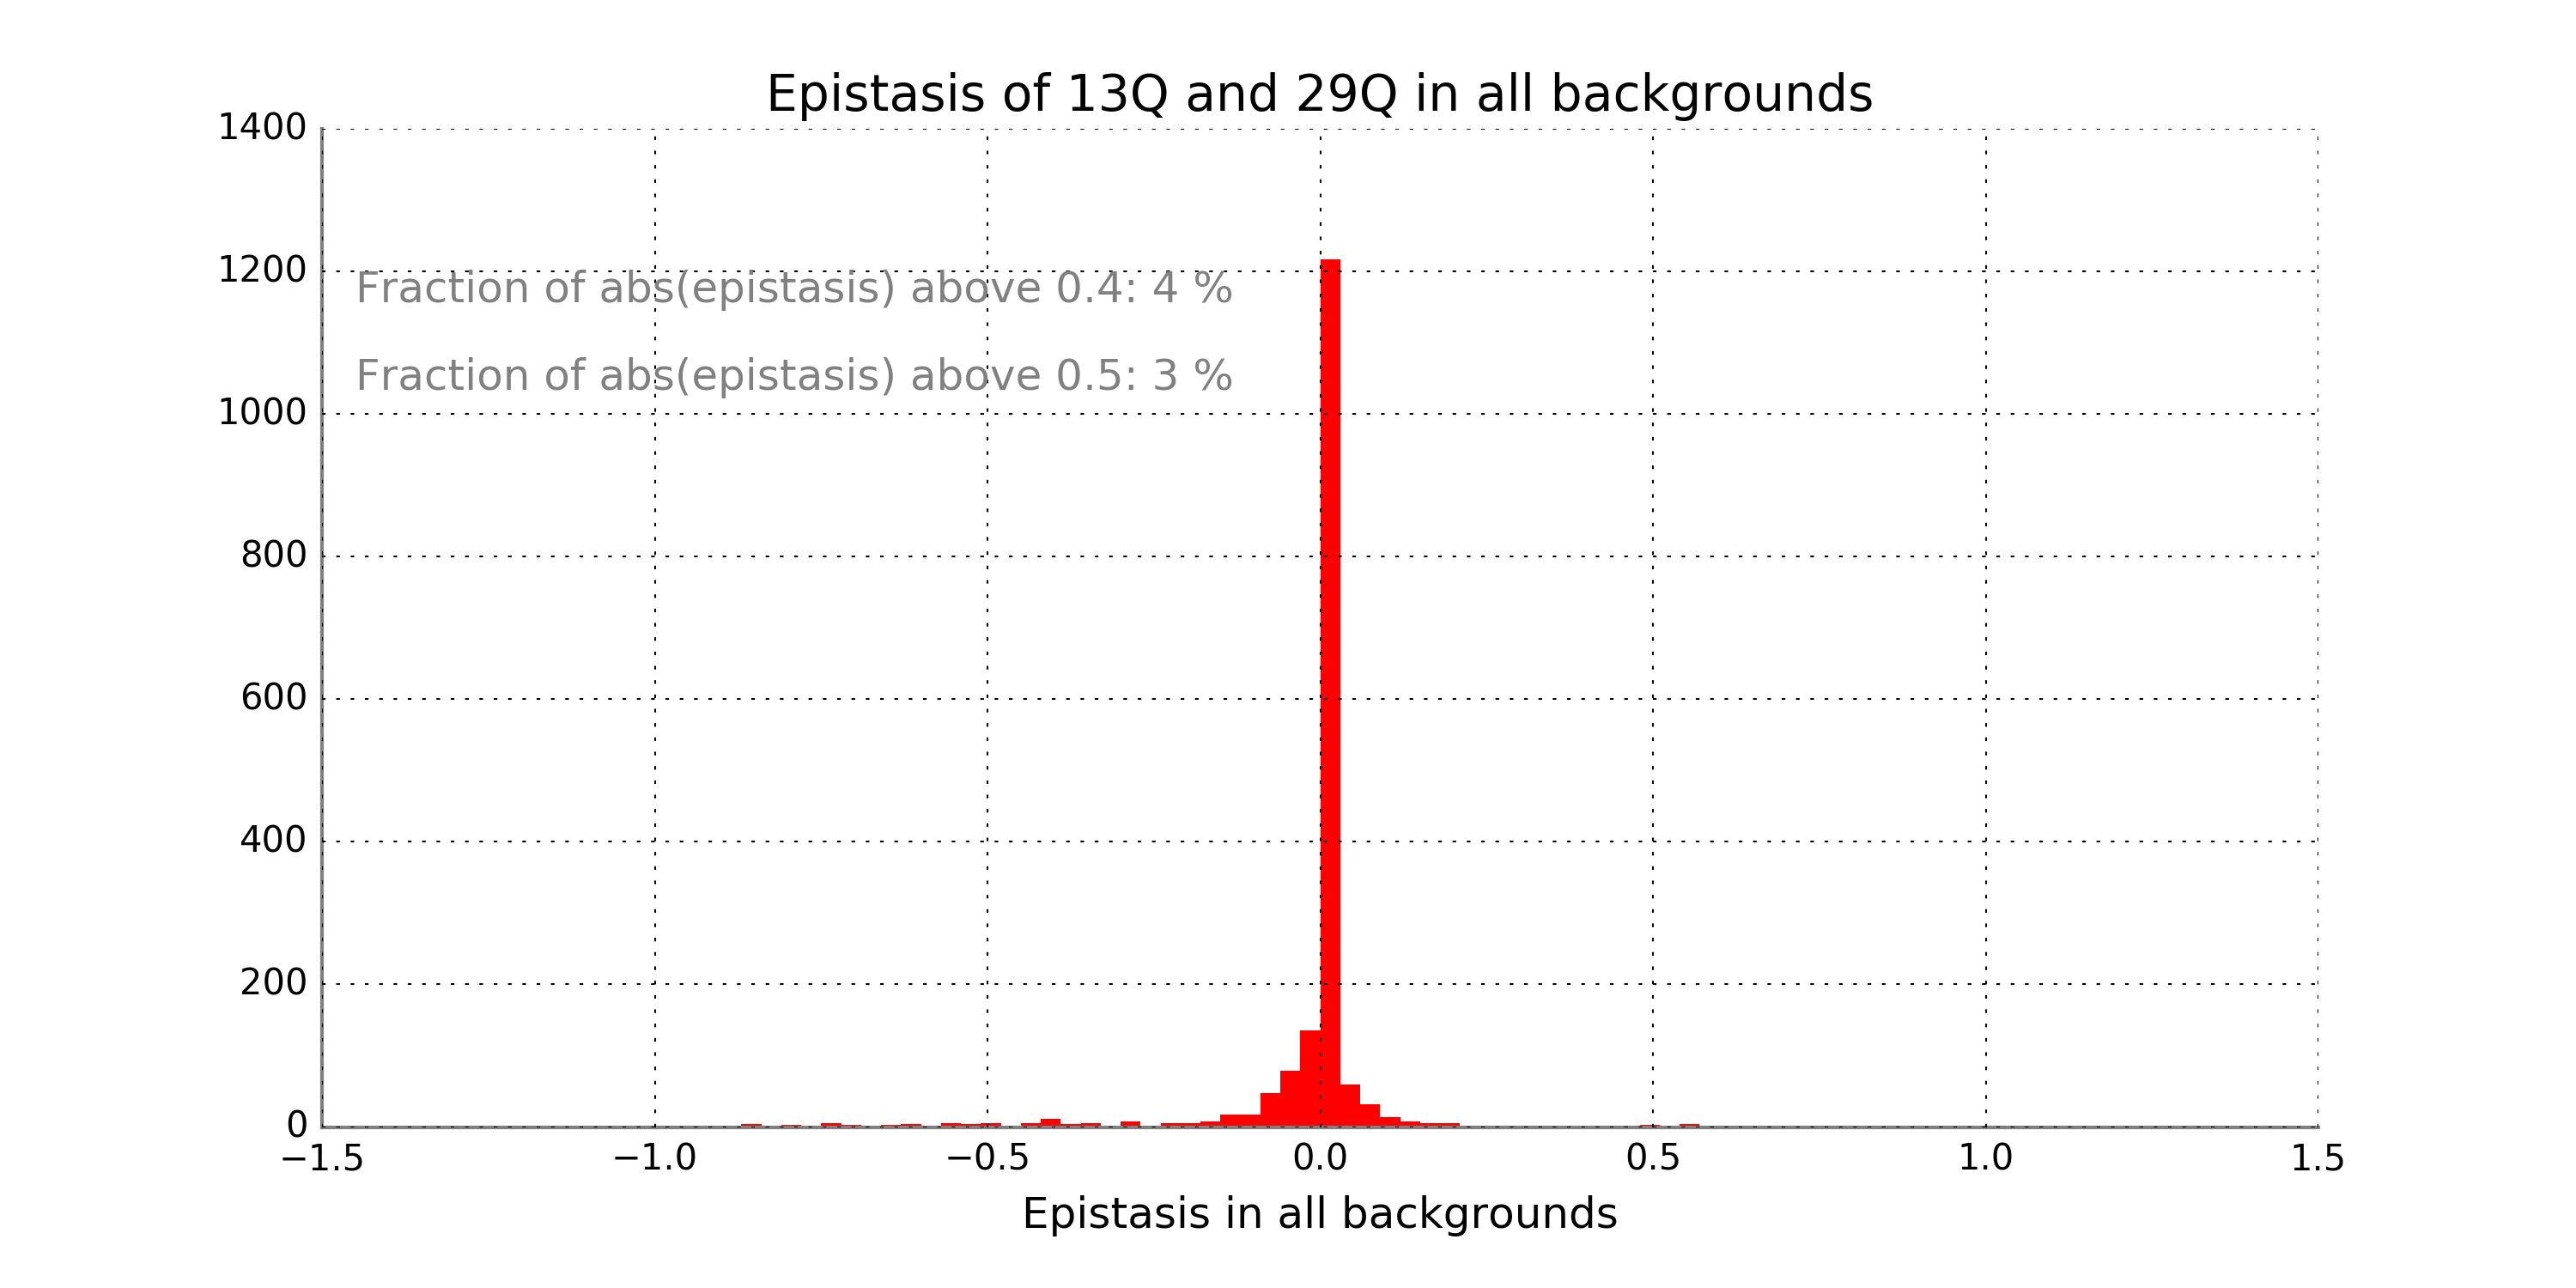 Epistasis of 13Q and 29Q in all backgrounds
1400
1200
Fraction of abs(epistasis) above 0.4: 4 %
Fraction of abs(epistasis) above 0.5: 3 %
1000
800
600
400
200
0
−1.5 −1.0 −0.5 0.0 0.5 1.0 1.5
Epistasis in all backgrounds